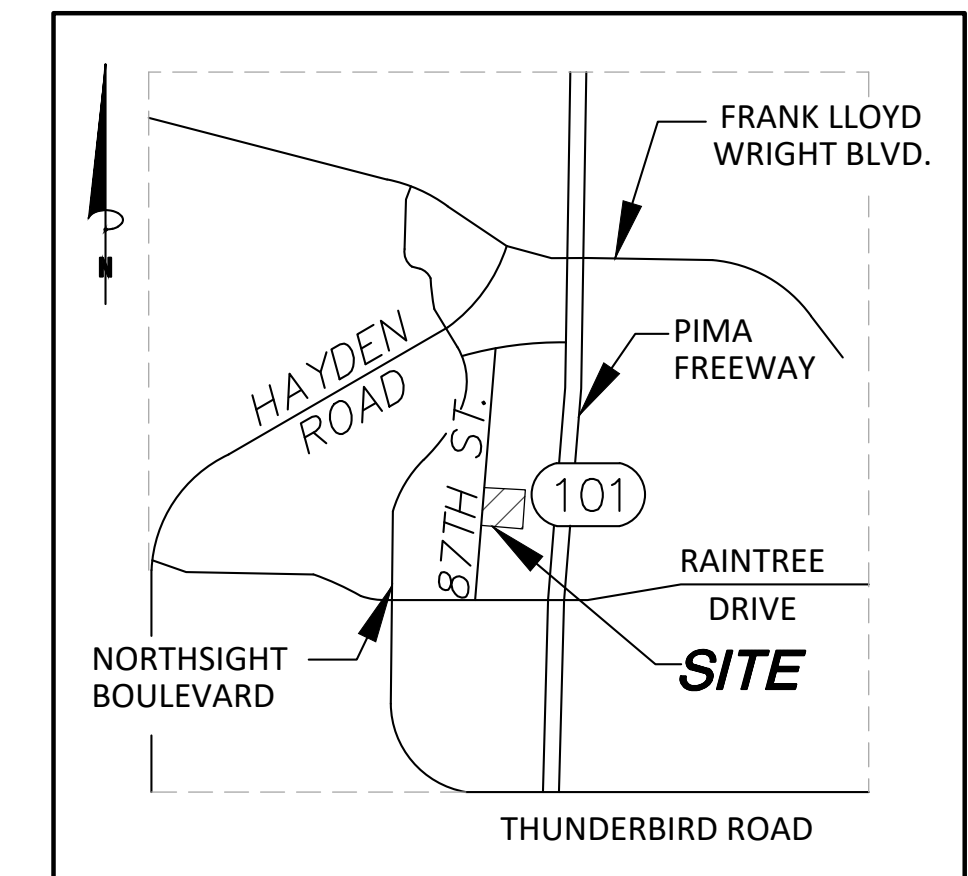 FRANK LLOYD
WRIGHT BLVD.
N
PIMA
FREEWAY
HAYDEN
ROAD
87TH ST.
101
RAINTREE
DRIVE
NORTHSIGHT
BOULEVARD
SITE
THUNDERBIRD ROAD